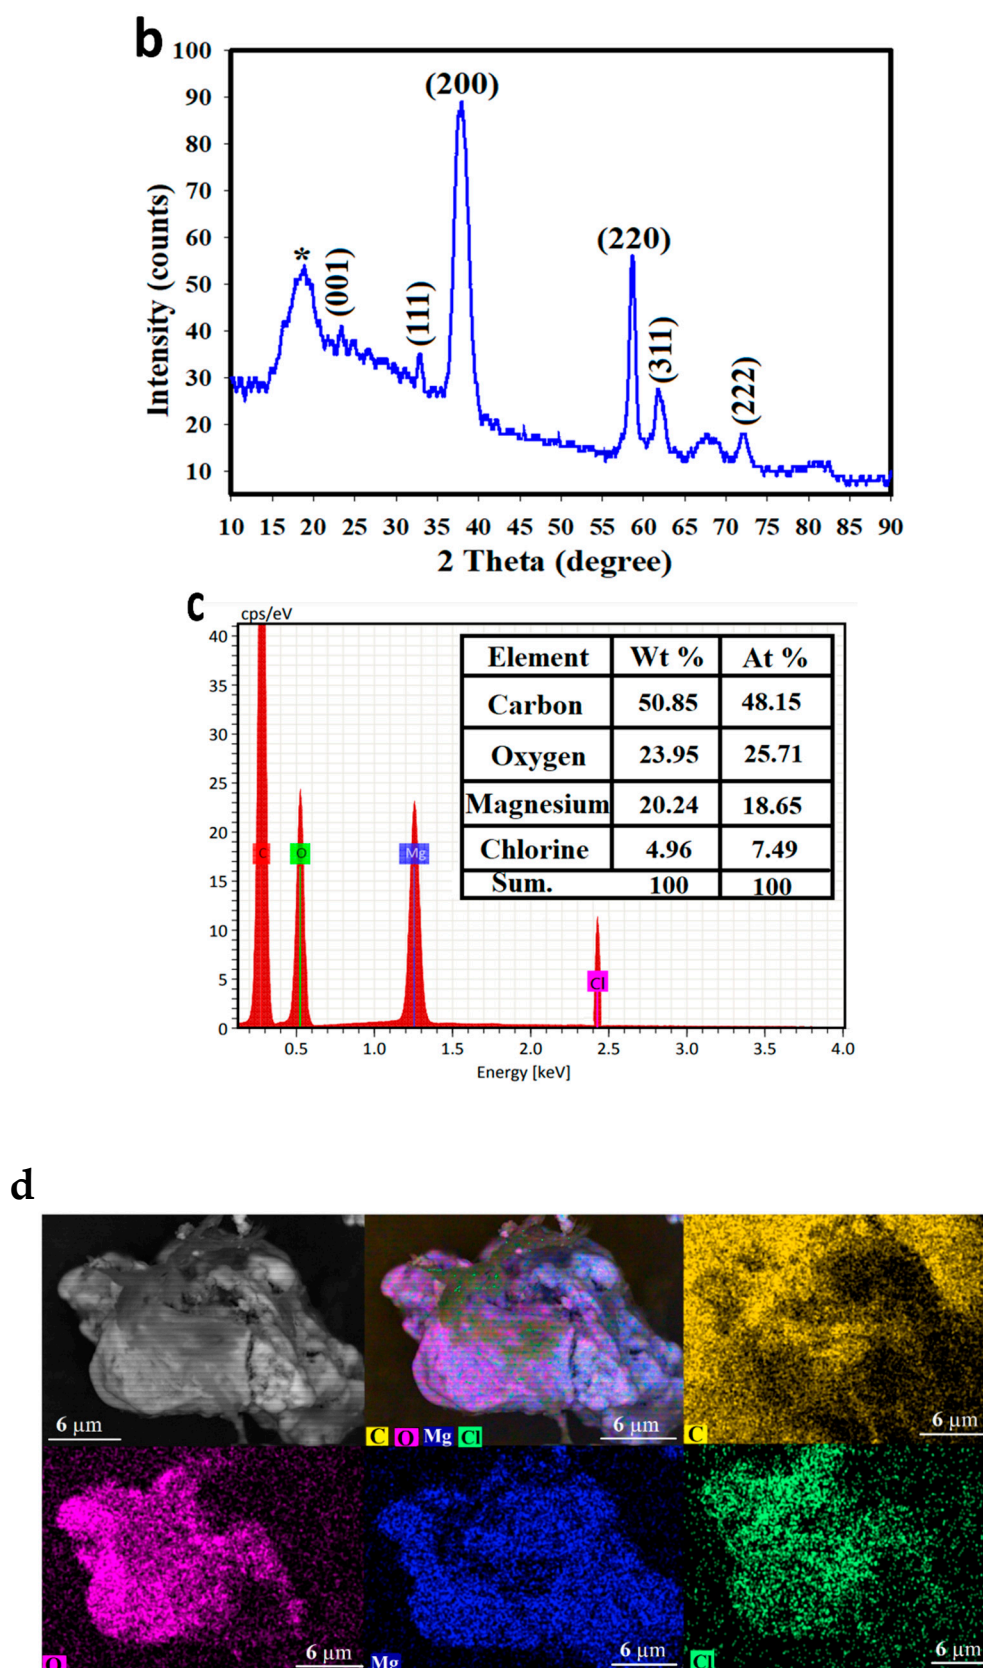 b
100
90
80
70
60
50
40
30
20
10
Intensity (counts)
*
(001)
(111)
(200)
(220)
(311)
(222)
10 15 20 25 30 35 40 45 50 55 60 65 70 75 80 85 90
2 Theta (degree)
c
cps/eV
40
35
30
25
20
15
10
5
0
C O Mg Cl
Element Wt % At %
Carbon 50.85 48.15
Oxygen 23.95 25.71
Magnesium 20.24 18.65
Chlorine 4.96 7.49
Sum. 100 100
0.5 1.0 1.5 2.0 2.5 3.0 3.5 4.0
Energy [keV]
d
6 µm
C O Mg Cl 6 µm
C 6 µm
O 6 µm
Mg 6 µm
Cl 6 µm